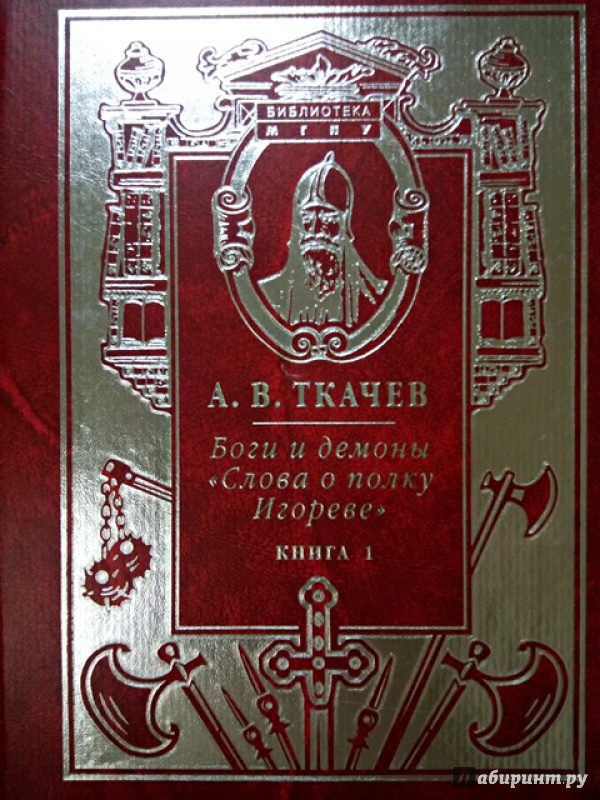 БИБЛИОТЕКА
МГПУ
А. В. ТКАЧЕВ
Боги и демоны
«Слова о полку
Игореве»
КНИГА 1
Лабиринт.ру